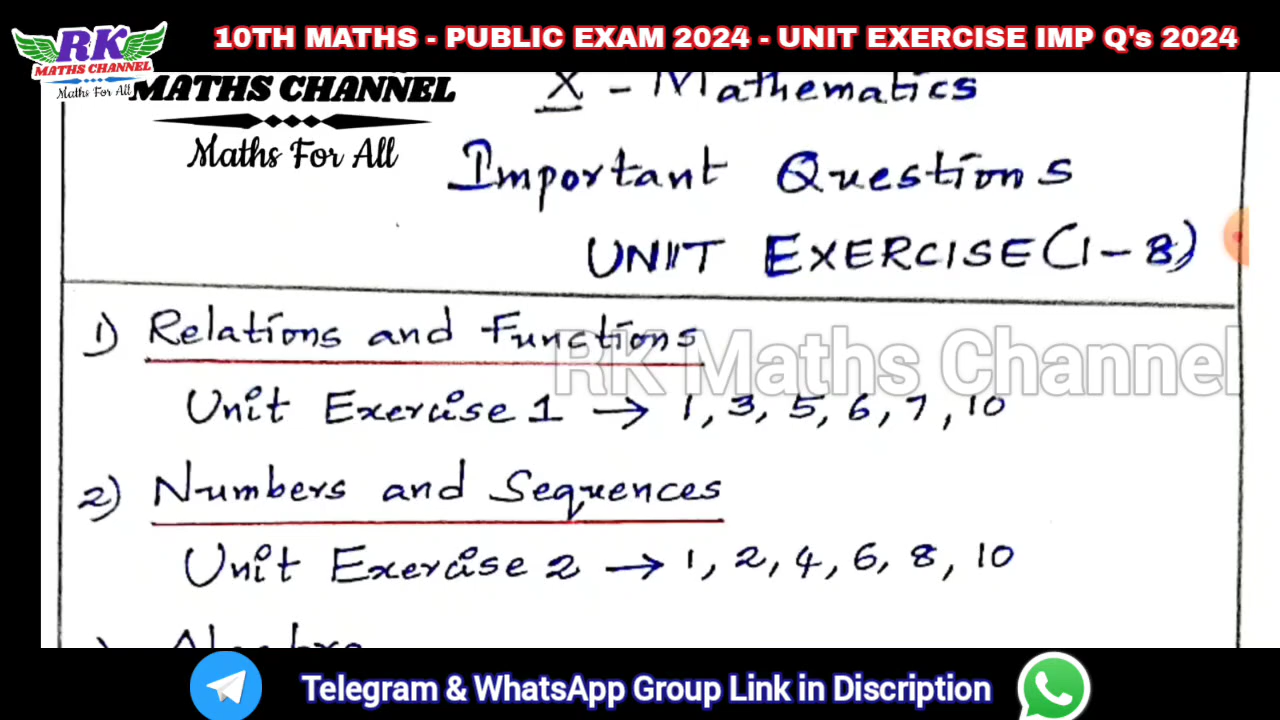 10TH MATHS - PUBLIC EXAM 2024 - UNIT EXERCISE IMP Q's 2024
RK
MATHS CHANNEL
Maths For All
MATHS CHANNEL
Maths For All
X - Mathematics
Important Questions
UNIT EXERCISE (1-8)
1) Relations and Functions
RK Maths Channel
Unit Exercise 1 → 1, 3, 5, 6, 7, 10
2) Numbers and Sequences
Unit Exercise 2 → 1, 2, 4, 6, 8, 10
Algebra
Telegram & WhatsApp Group Link in Discription